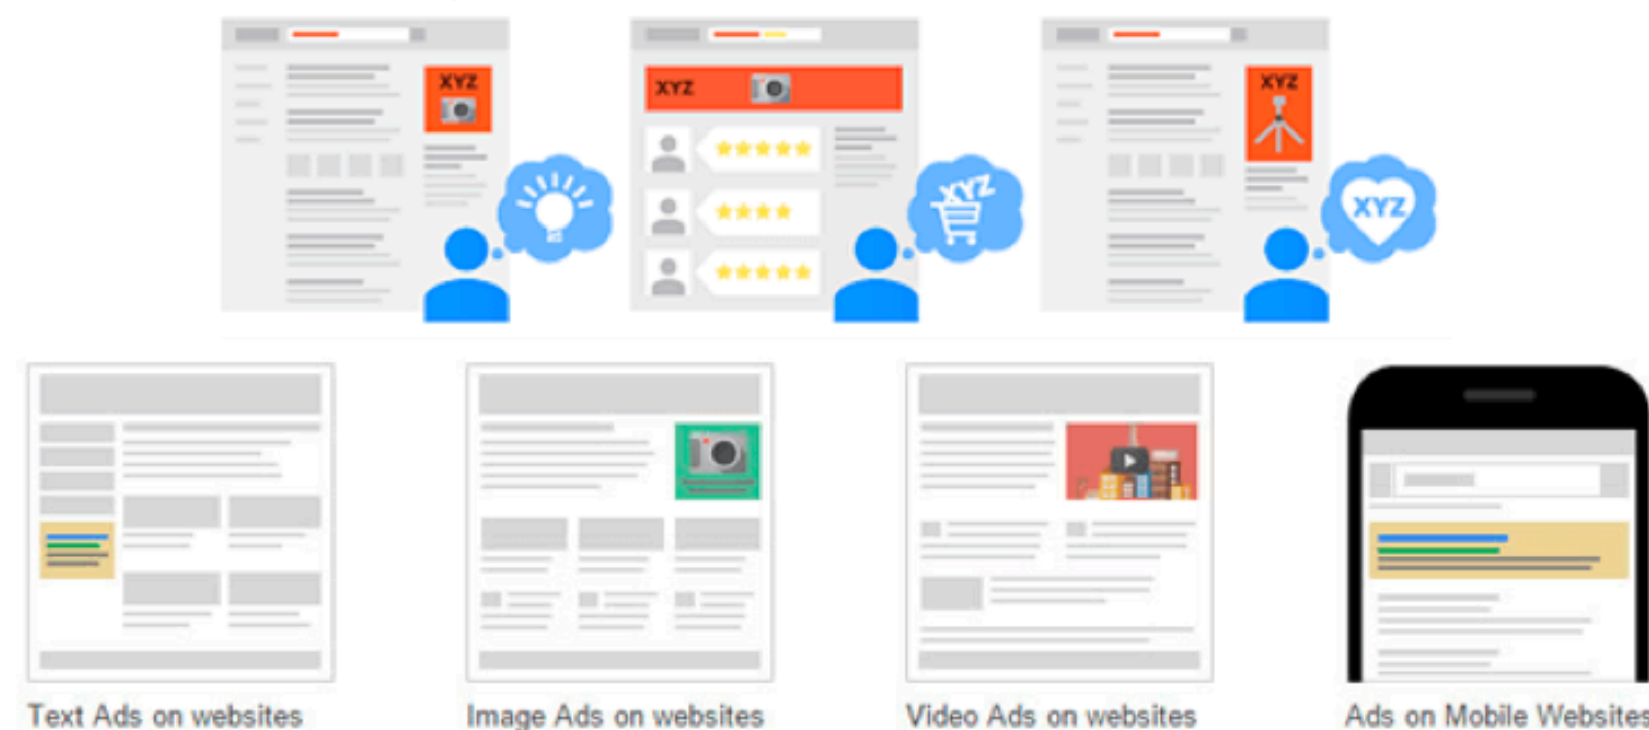 XYZ
XYZ
XYZ
XYZ
XYZ
Text Ads on websites
Image Ads on websites
Video Ads on websites
Ads on Mobile Websites